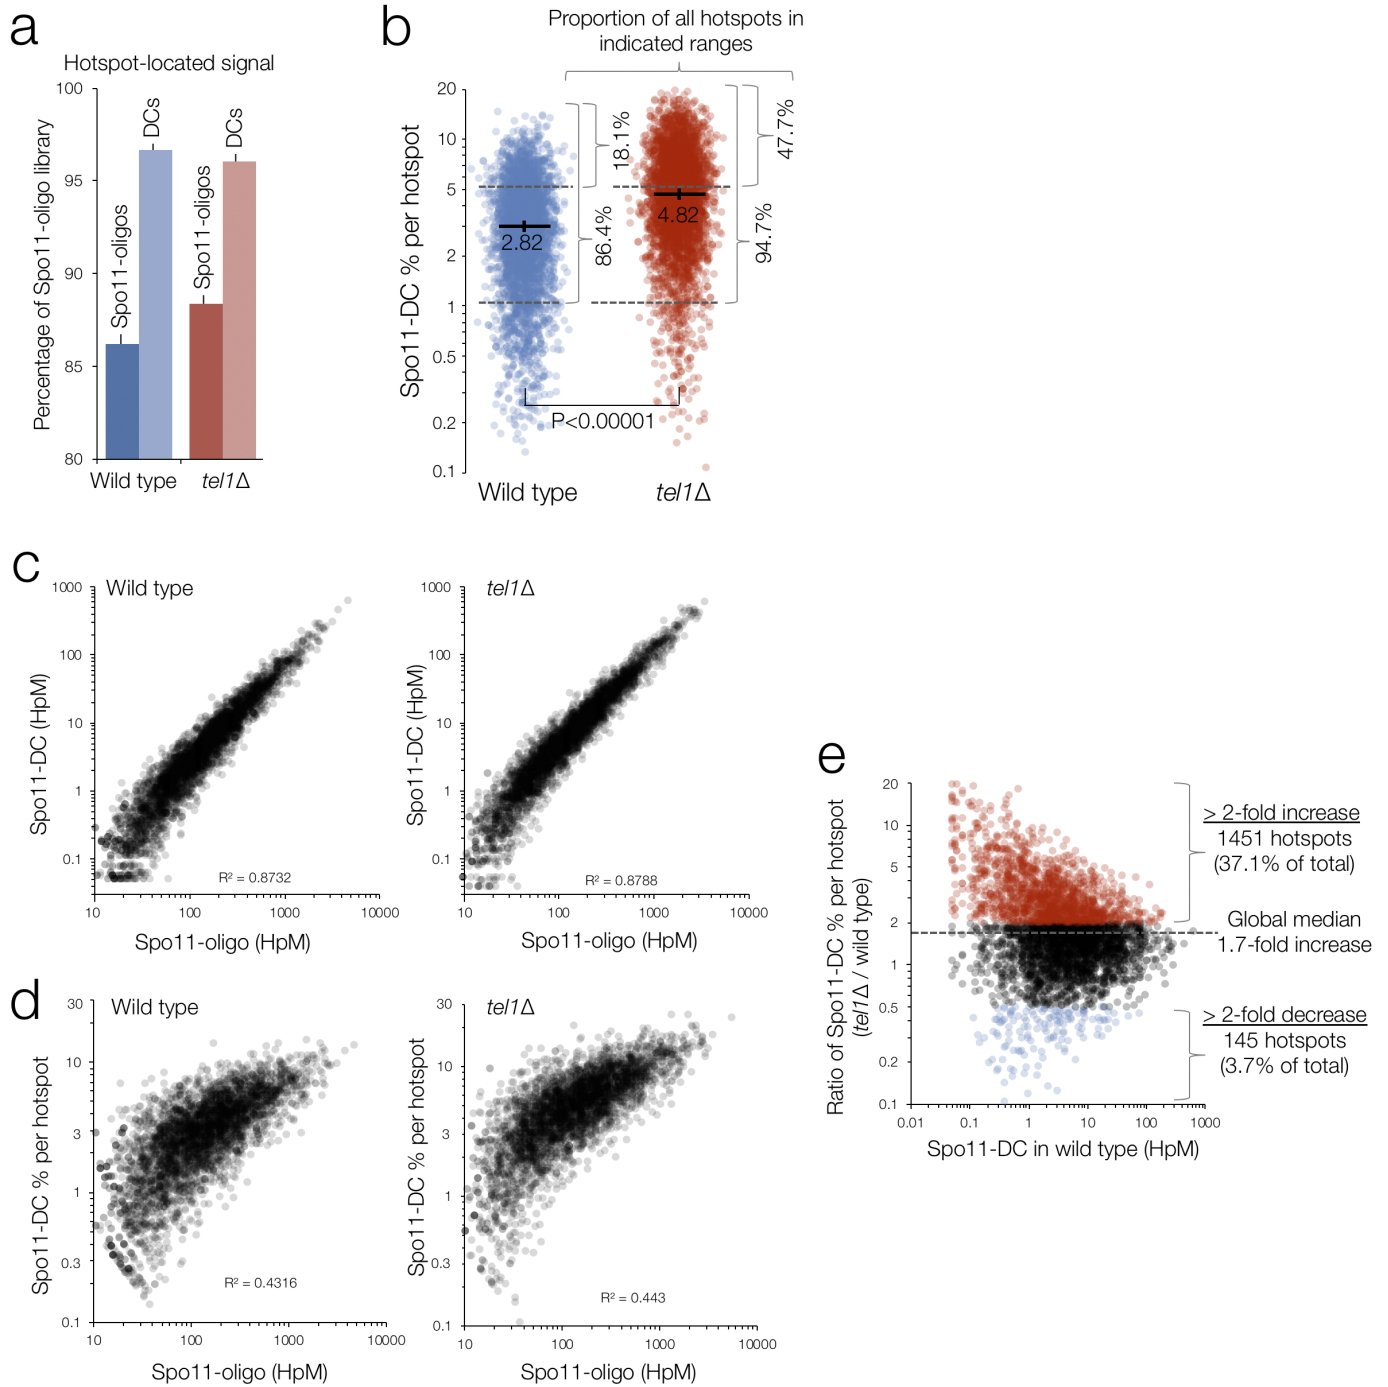 a
Hotspot-located signal
Percentage of Spo11-oligo library
100
95
90
85
80
Spo11-oligos
DCs
Spo11-oligos
DCs
Wild type
tel1Δ
b
Proportion of all hotspots in
indicated ranges
Spo11-DC % per hotspot
20
10
5
2
1
0.5
0.2
0.1
2.82
18.1%
86.4%
4.82
47.7%
94.7%
P<0.00001
Wild type
tel1Δ
c
Wild type
Spo11-DC (HpM)
1000
100
10
1
0.1
R² = 0.8732
10
100
1000
10000
Spo11-oligo (HpM)
tel1Δ
Spo11-DC (HpM)
1000
100
10
1
0.1
R² = 0.8788
10
100
1000
10000
Spo11-oligo (HpM)
d
Wild type
Spo11-DC % per hotspot
30
10
3
1
0.3
0.1
R² = 0.4316
10
100
1000
10000
Spo11-oligo (HpM)
tel1Δ
Spo11-DC % per hotspot
30
10
3
1
0.3
0.1
R² = 0.443
10
100
1000
10000
Spo11-oligo (HpM)
e
Ratio of Spo11-DC % per hotspot
(tel1Δ / wild type)
20
10
5
2
1
0.5
0.2
0.1
> 2-fold increase
1451 hotspots
(37.1% of total)
Global median
1.7-fold increase
> 2-fold decrease
145 hotspots
(3.7% of total)
0.01
0.1
1
10
100
1000
Spo11-DC in wild type (HpM)